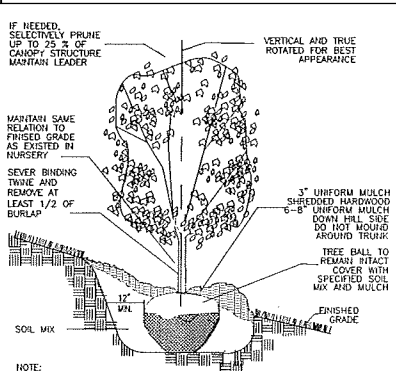 IF NEEDED,
SELECTIVELY PRUNE
UP TO 25 % OF
CANOPY STRUCTURE
MAINTAIN LEADER
VERTICAL AND TRUE
ROTATED FOR BEST
APPEARANCE
MAINTAIN SAME
RELATION TO
FINISED GRADE
AS EXISTED IN
NURSERY
SEVER BINDING
TWINE AND
REMOVE AT
LEAST 1/2 OF
BURLAP
3" UNIFORM MULCH
SHREDDED HARDWOOD
6-8" UNIFORM MULCH
DOWN HILL SIDE
DO NOT MOUND
AROUND TRUNK
TREE BALL TO
REMAIN INTACT
COVER WITH
SPECIFIED SOIL
MIX AND MULCH
12"
MIN.
FINISHED
GRADE
SOIL MIX
NOTE: